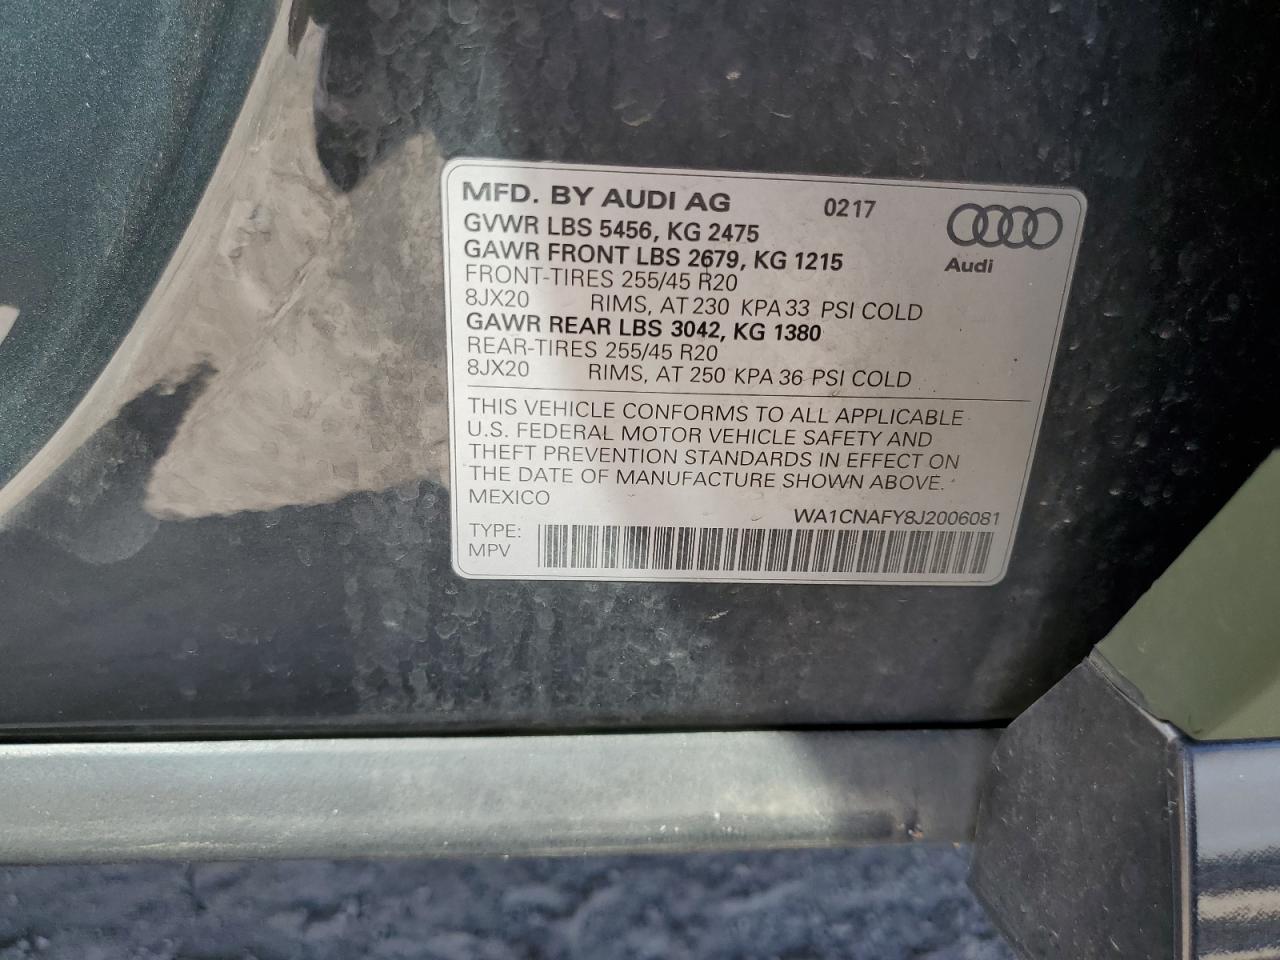 MFD. BY AUDI AG 0217
GVWR LBS 5456, KG 2475
GAWR FRONT LBS 2679, KG 1215
Audi
FRONT-TIRES 255/45 R20
8JX20 RIMS, AT 230 KPA 33 PSI COLD
GAWR REAR LBS 3042, KG 1380
REAR-TIRES 255/45 R20
8JX20 RIMS, AT 250 KPA 36 PSI COLD
THIS VEHICLE CONFORMS TO ALL APPLICABLE
U.S. FEDERAL MOTOR VEHICLE SAFETY AND
THEFT PREVENTION STANDARDS IN EFFECT ON
THE DATE OF MANUFACTURE SHOWN ABOVE.
MEXICO
WA1CNAFY8J2006081
TYPE:
MPV